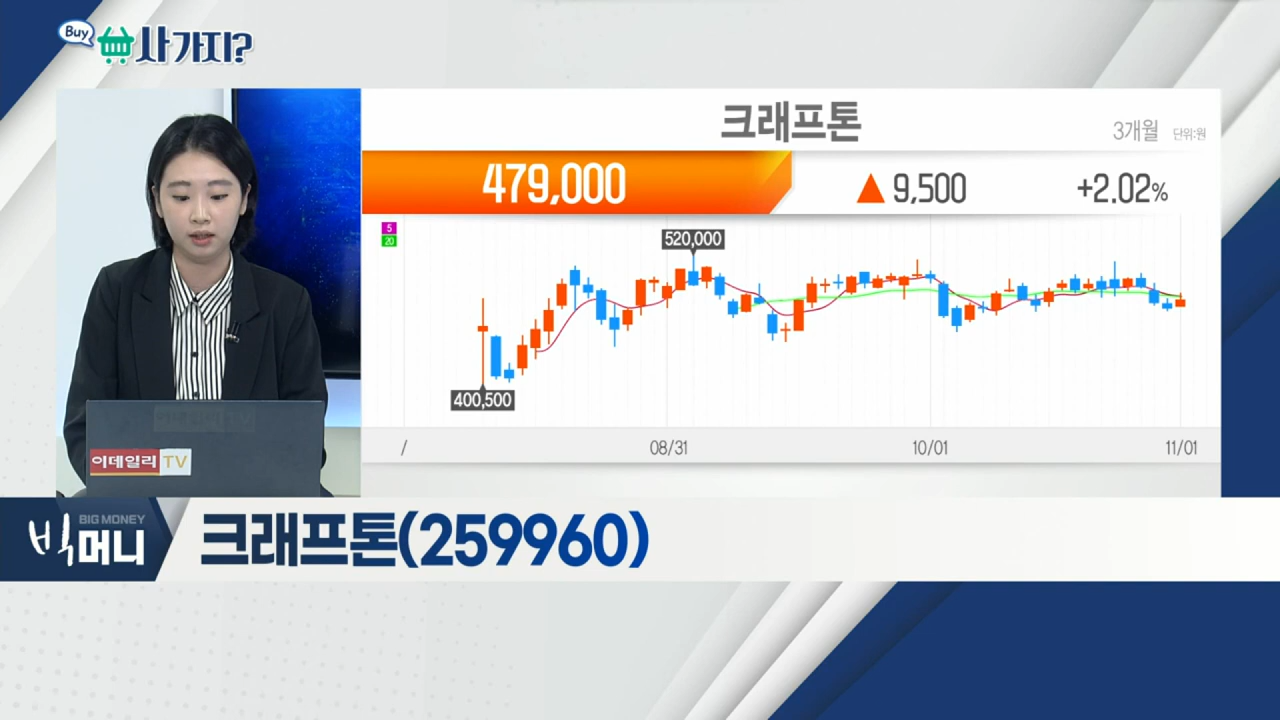 Buy 사가지?
크래프톤
3개월 단위:원
479,000 ▲ 9,500 +2.02%
5
20
520,000
400,500
/ 08/31 10/01 11/01
이데일리 TV
빅머니 BIG MONEY
크래프톤(259960)